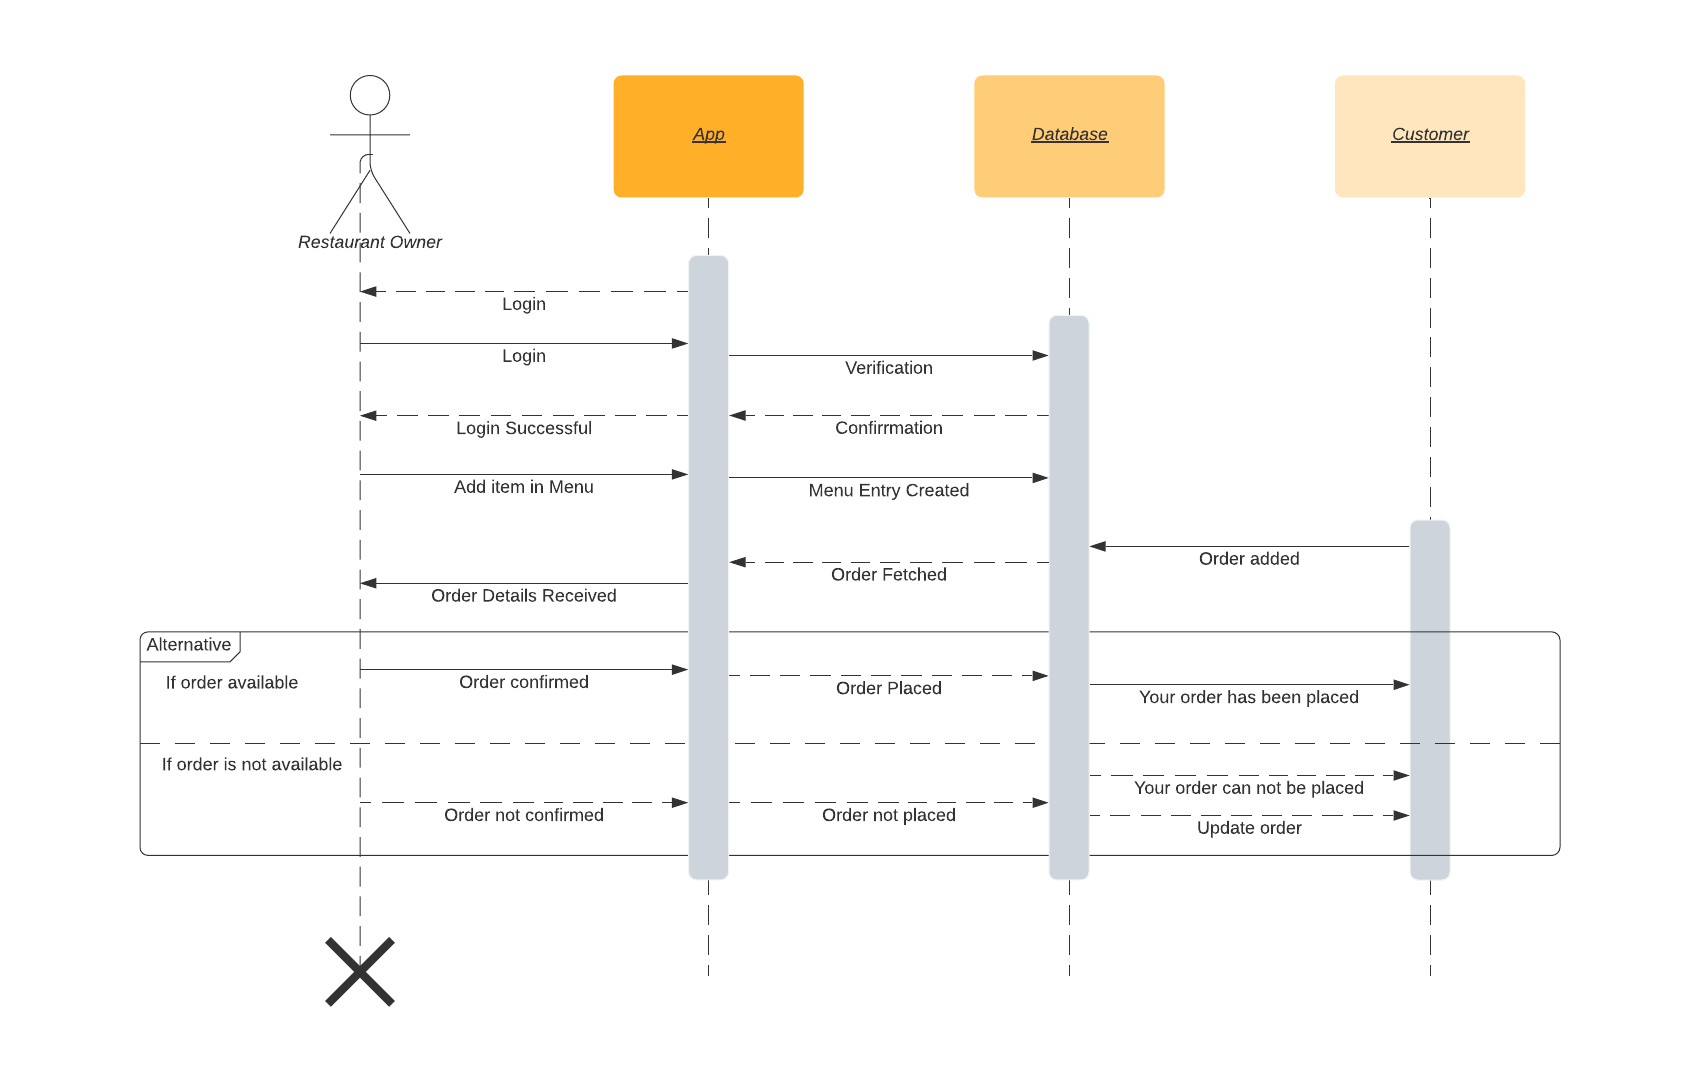 App
Database
Customer
Restaurant Owner
Login
Login
Verification
Login Successful
Confirrmation
Add item in Menu
Menu Entry Created
Order added
Order Fetched
Order Details Received
Alternative
If order available
Order confirmed
Order Placed
Your order has been placed
If order is not available
Your order can not be placed
Order not confirmed
Order not placed
Update order